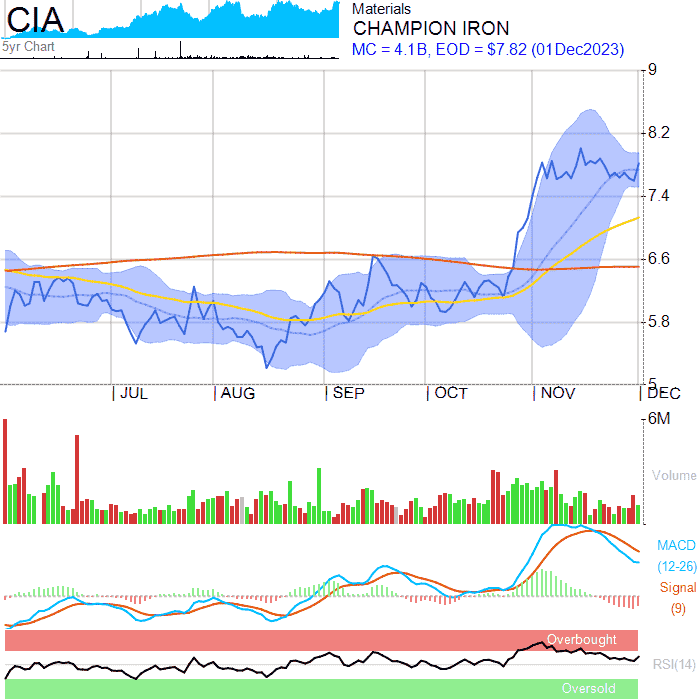 CIA
5yr Chart
Materials
CHAMPION IRON
MC = 4.1B, EOD = $7.82 (01Dec2023)
9
8.2
7.4
6.6
5.8
5
JUL AUG SEP OCT NOV DEC
6M
Volume
MACD
(12-26)
Signal
(9)
Overbought
RSI(14)
Oversold